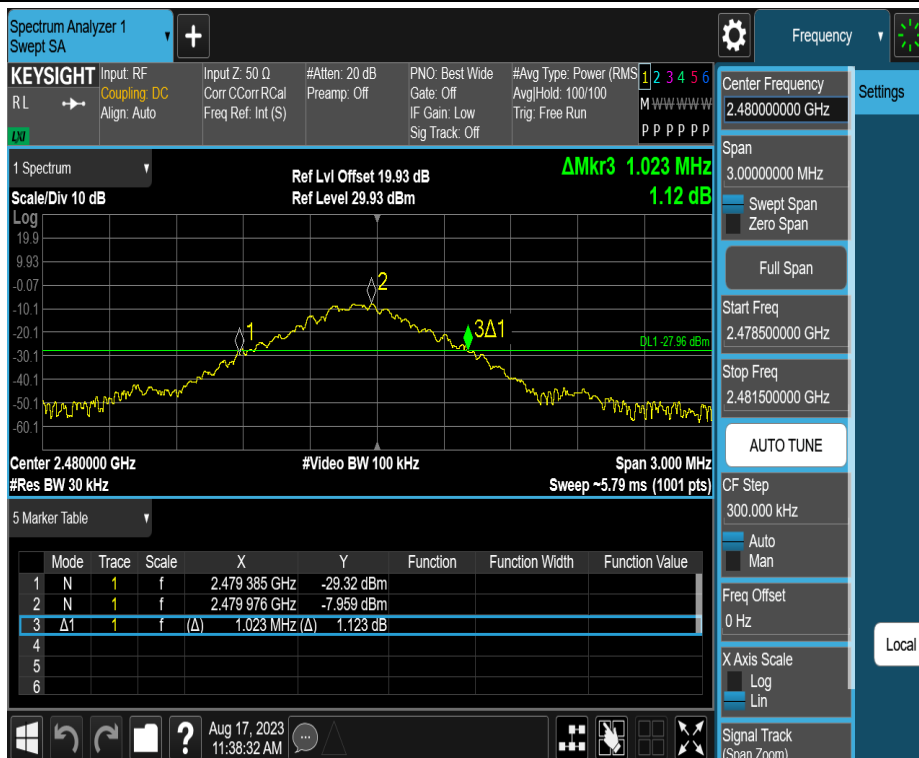 Spectrum Analyzer 1
Swept SA
Frequency
KEYSIGHT
RL
LXI
Input: RF
Coupling: DC
Align: Auto
Input Z: 50 Ω
Corr CCorr RCal
Freq Ref: Int (S)
#Atten: 20 dB
Preamp: Off
PNO: Best Wide
Gate: Off
IF Gain: Low
Sig Track: Off
#Avg Type: Power (RMS
Avg|Hold: 100/100
Trig: Free Run
1 2 3 4 5 6
M W W W W W
P P P P P P
1 Spectrum
Scale/Div 10 dB
Ref Lvl Offset 19.93 dB
Ref Level 29.93 dBm
ΔMkr3 1.023 MHz
1.12 dB
Log
19.9
9.93
-0.07
-10.1
-20.1
-30.1
-40.1
-50.1
-60.1
1
2
3Δ1
DL1 -27.96 dBm
Center 2.480000 GHz
#Video BW 100 kHz
Span 3.000 MHz
#Res BW 30 kHz
Sweep ~5.79 ms (1001 pts)
5 Marker Table
Mode Trace Scale X Y Function Function Width Function Value
1 N 1 f 2.479 385 GHz -29.32 dBm
2 N 1 f 2.479 976 GHz -7.959 dBm
3 Δ1 1 f (Δ) 1.023 MHz (Δ) 1.123 dB
4
5
6
Aug 17, 2023
11:38:32 AM
Center Frequency
2.480000000 GHz
Span
3.00000000 MHz
Swept Span
Zero Span
Full Span
Start Freq
2.478500000 GHz
Stop Freq
2.481500000 GHz
AUTO TUNE
CF Step
300.000 kHz
Auto
Man
Freq Offset
0 Hz
X Axis Scale
Log
Lin
Signal Track
(Span Zoom)
Settings
Local